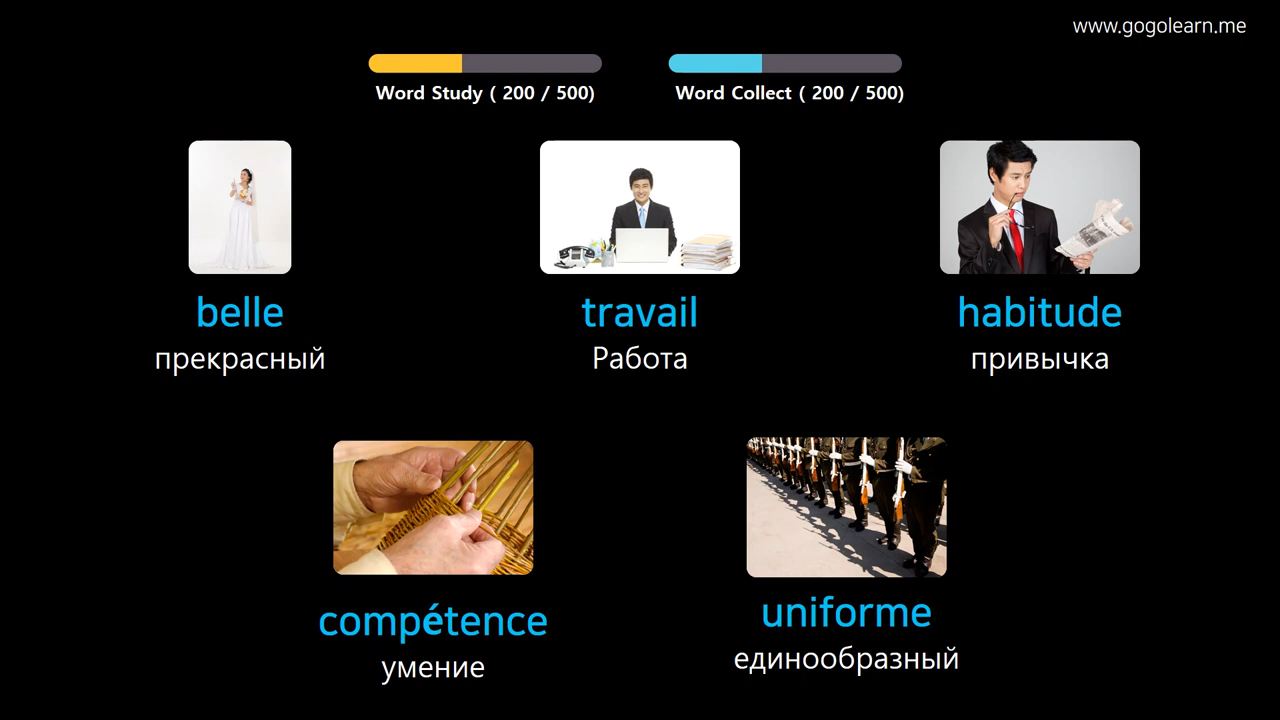 www.gogolearn.me
Word Study ( 200 / 500)
Word Collect ( 200 / 500)
belle
прекрасный
travail
Работа
habitude
привычка
compétence
умение
uniforme
единообразный